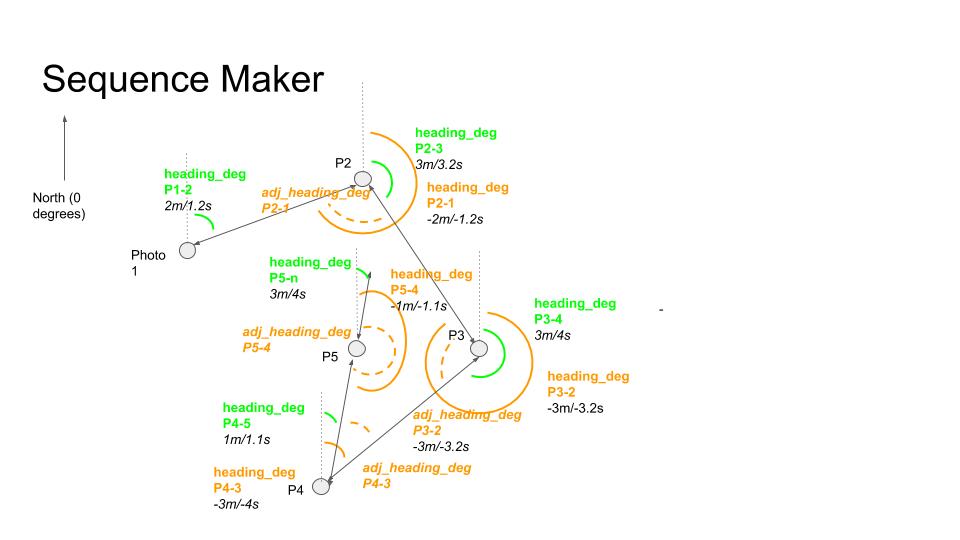 Sequence Maker
North (0
degrees)
heading_deg
P1-2
2m/1.2s
Photo
1
P2
adj_heading_deg
P2-1
heading_deg
P2-3
3m/3.2s
heading_deg
P2-1
-2m/-1.2s
heading_deg
P5-n
3m/4s
heading_deg
P5-4
-1m/-1.1s
adj_heading_deg
P5-4
P5
P3
heading_deg
P3-4
3m/4s
-
heading_deg
P3-2
-3m/-3.2s
adj_heading_deg
P3-2
-3m/-3.2s
heading_deg
P4-5
1m/1.1s
heading_deg
P4-3
-3m/-4s
P4
adj_heading_deg
P4-3